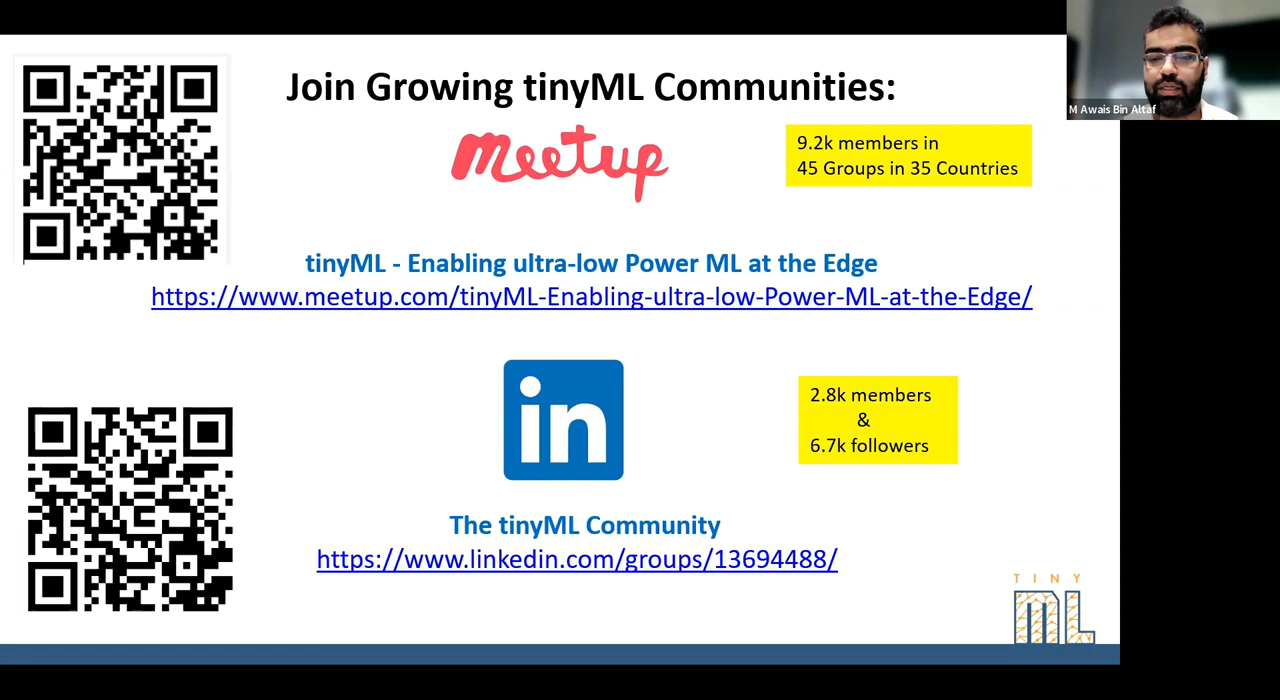 Join Growing tinyML Communities:
M Awais Bin Altaf
meetup
9.2k members in
45 Groups in 35 Countries
tinyML - Enabling ultra-low Power ML at the Edge
https://www.meetup.com/tinyML-Enabling-ultra-low-Power-ML-at-the-Edge/
in
2.8k members
&
6.7k followers
The tinyML Community
https://www.linkedin.com/groups/13694488/
TINY
ML